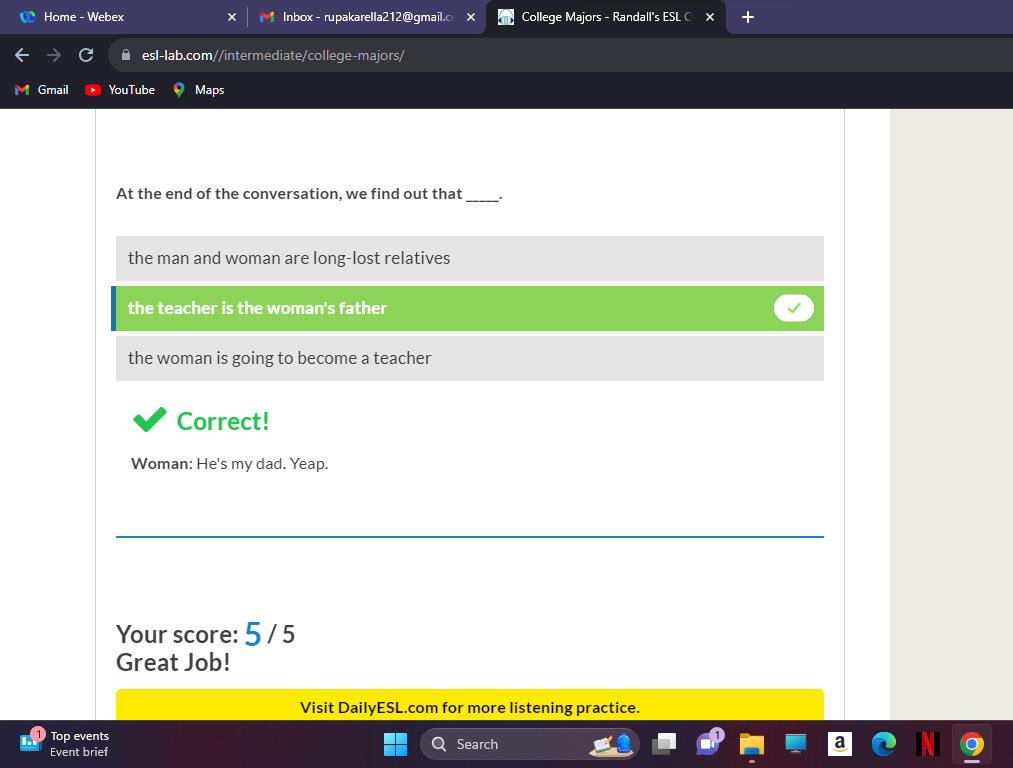 Home - Webex
Inbox - rupakarella212@gmail.c
College Majors - Randall's ESL C
esl-lab.com//intermediate/college-majors/
Gmail
YouTube
Maps
At the end of the conversation, we find out that _____.
the man and woman are long-lost relatives
the teacher is the woman's father
the woman is going to become a teacher
Correct!
Woman: He's my dad. Yeap.
Your score: 5 / 5
Great Job!
Visit DailyESL.com for more listening practice.
1
Top events
Event brief
Search
1
a
N